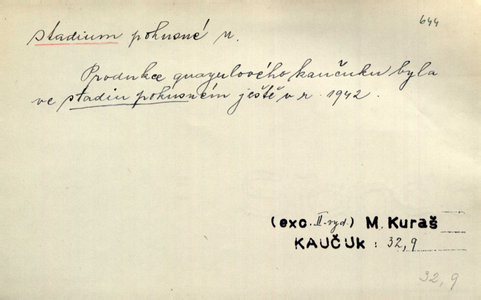 644
stadium pokusné n.
Produkce guayulového kaučuku byla
ve stadiu pokusném ještě v r. 1942.
(exc. II. vyd.) M. Kuraš
KAUČUK : 32,9
32,9